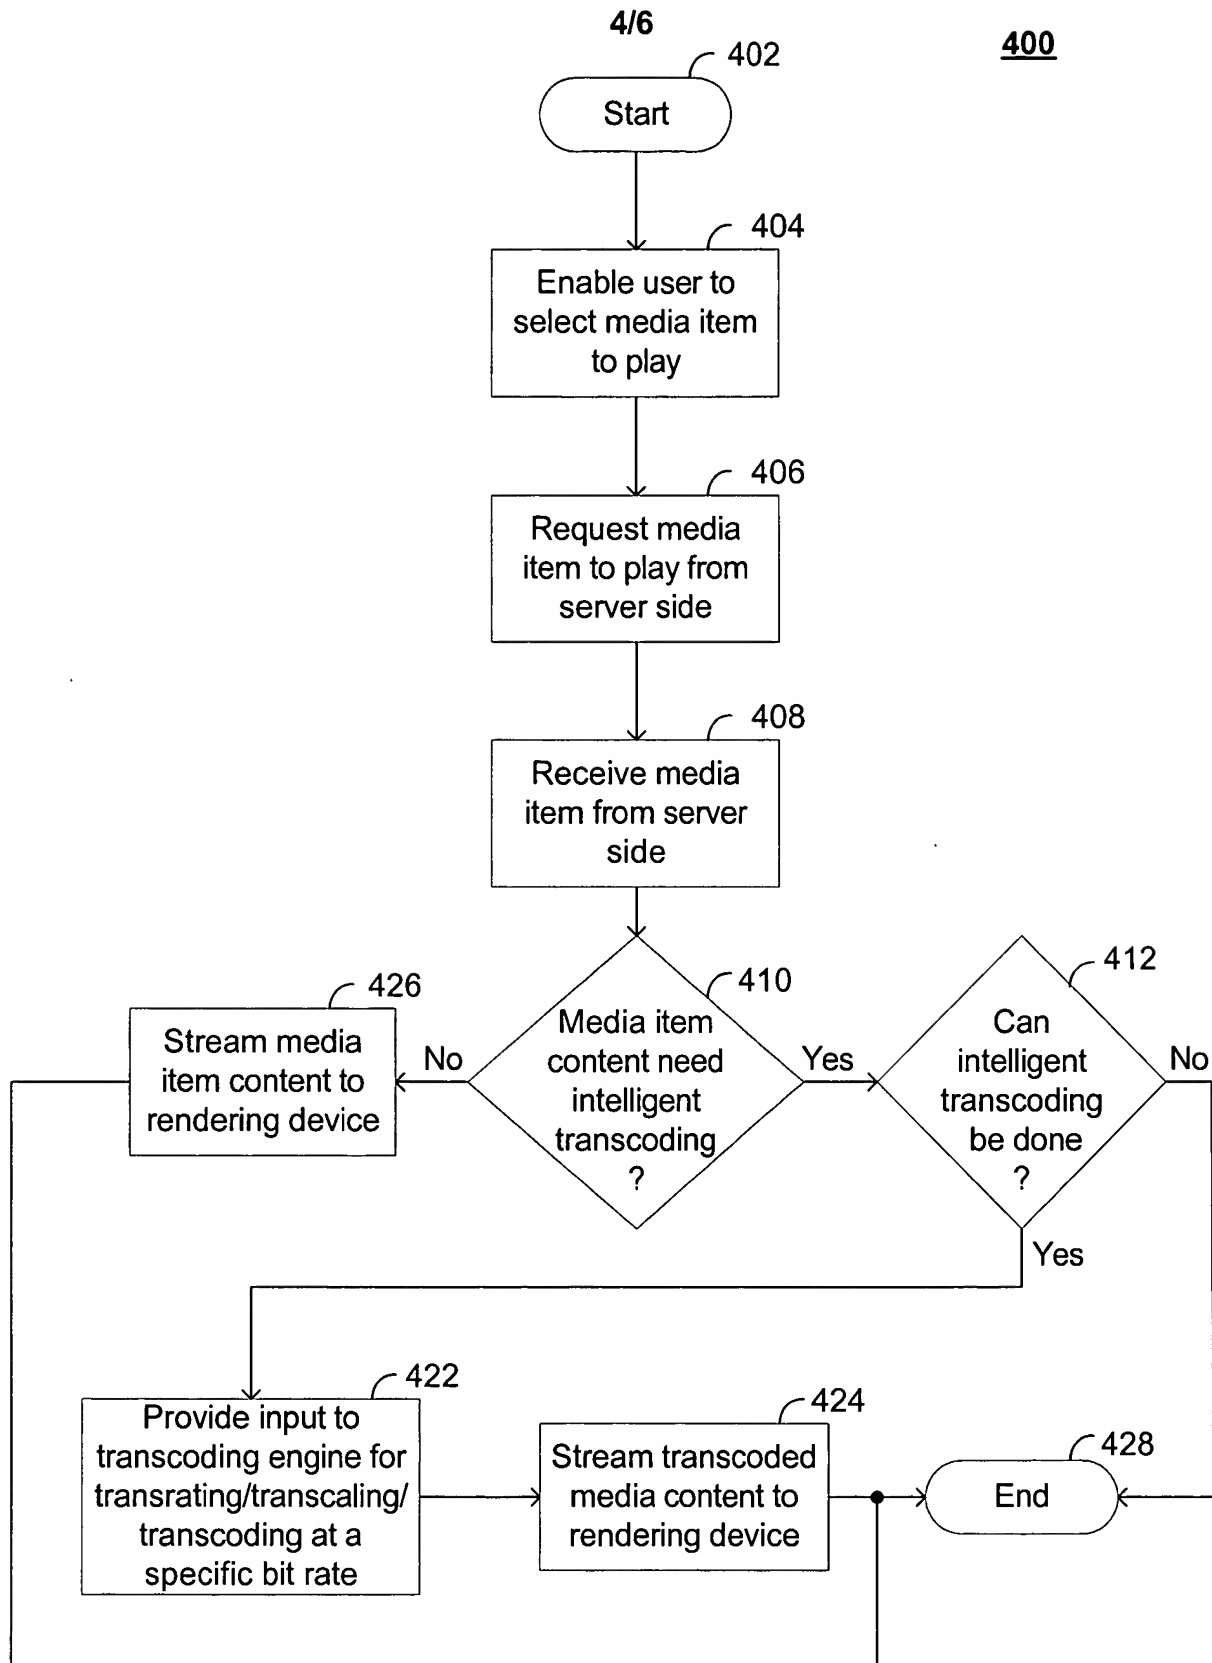 4/6
400
402
Start
404
Enable user to
select media item
to play
406
Request media
item to play from
server side
408
Receive media
item from server
side
410
Media item
content need
intelligent
transcoding
?
412
Can
intelligent
transcoding
be done
?
426
Stream media
item content to
rendering device
No
Yes
No
Yes
422
Provide input to
transcoding engine for
transrating/transcaling/
transcoding at a
specific bit rate
424
Stream transcoded
media content to
rendering device
428
End